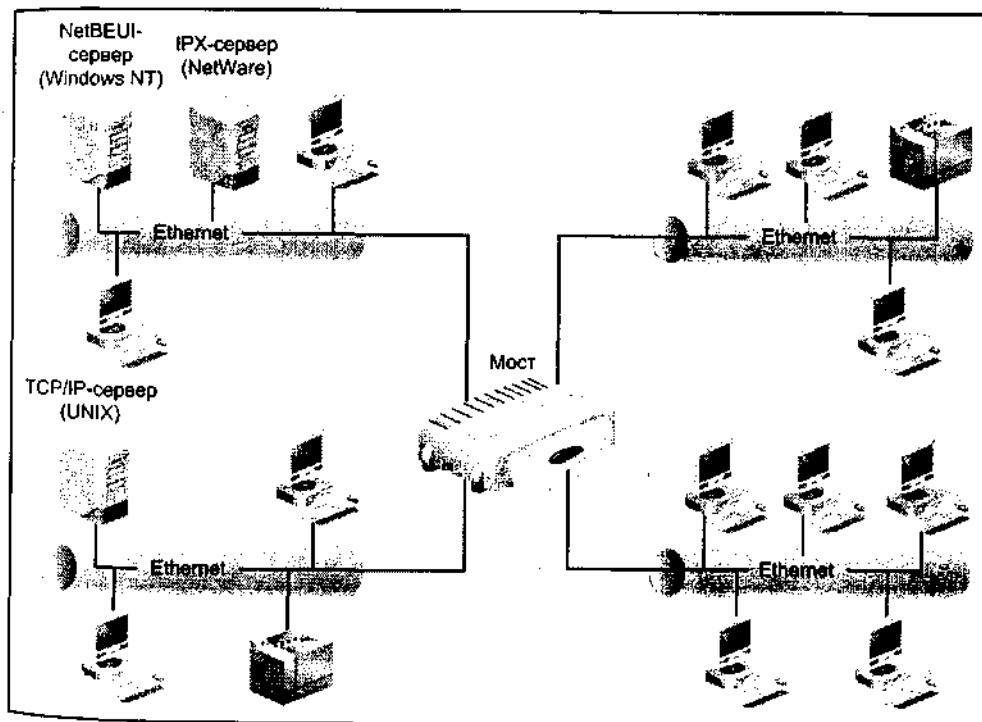 NetBEUI-
сервер
(Windows NT)
IPX-сервер
(NetWare)
Ethernet
Ethernet
Мост
TCP/IP-сервер
(UNIX)
Ethernet
Ethernet